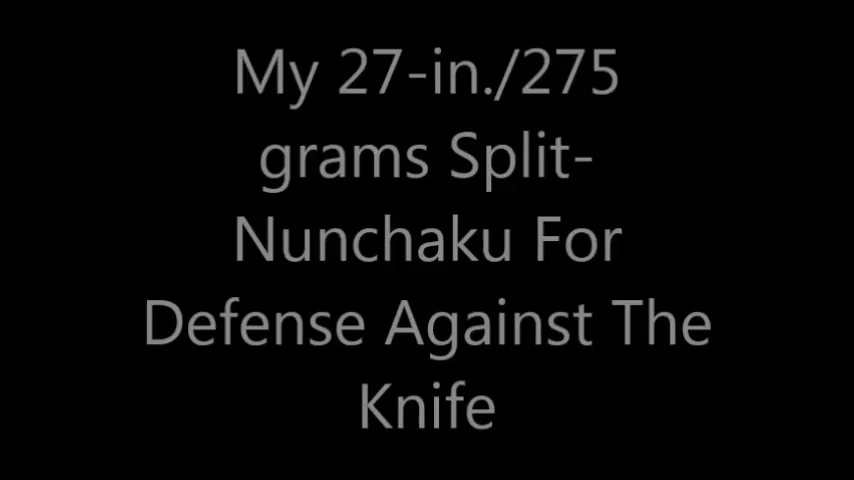 My 27-in./275
grams Split-
Nunchaku For
Defense Against The
Knife